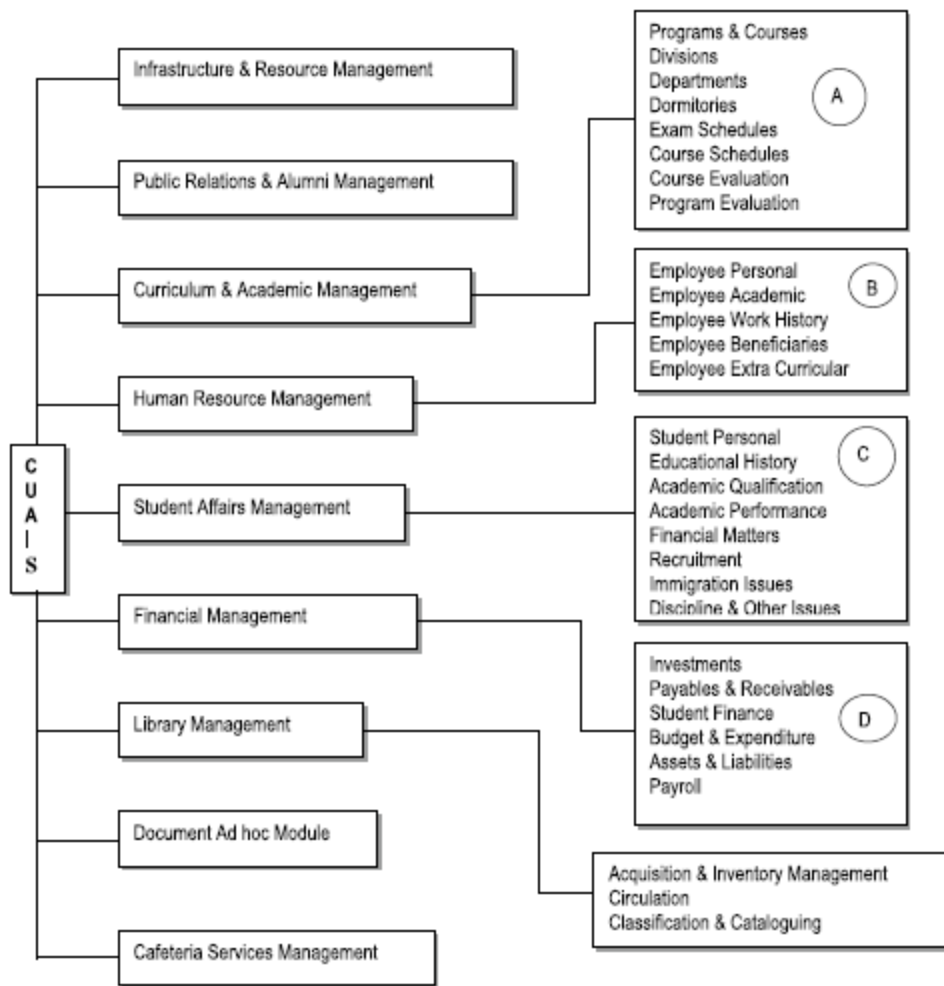 Infrastructure & Resource Management
Public Relations & Alumni Management
Curriculum & Academic Management
Human Resource Management
C
U
A
I
S
Student Affairs Management
Financial Management
Library Management
Document Ad hoc Module
Cafeteria Services Management
Programs & Courses
Divisions
Departments
Dormitories
Exam Schedules
Course Schedules
Course Evaluation
Program Evaluation
A
Employee Personal
Employee Academic
Employee Work History
Employee Beneficiaries
Employee Extra Curricular
B
Student Personal
Educational History
Academic Qualification
Academic Performance
Financial Matters
Recruitment
Immigration Issues
Discipline & Other Issues
C
Investments
Payables & Receivables
Student Finance
Budget & Expenditure
Assets & Liabilities
Payroll
D
Acquisition & Inventory Management
Circulation
Classification & Cataloguing